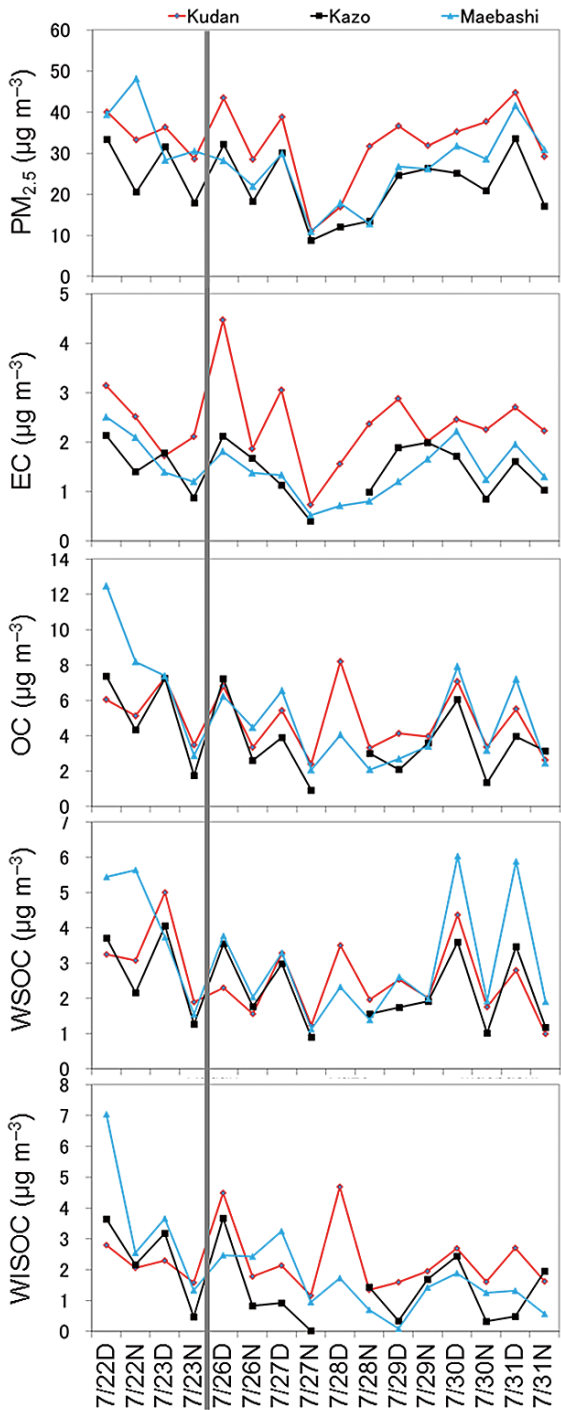 Kudan Kazo Maebashi
PM2.5 (μg m−3)
60
50
40
30
20
10
0
EC (μg m−3)
5
4
3
2
1
0
OC (μg m−3)
14
12
10
8
6
4
2
0
WSOC (μg m−3)
7
6
5
4
3
2
1
0
WISOC (μg m−3)
8
7
6
5
4
3
2
1
0
7/22D
7/22N
7/23D
7/23N
7/26D
7/26N
7/27D
7/27N
7/28D
7/28N
7/29D
7/29N
7/30D
7/30N
7/31D
7/31N